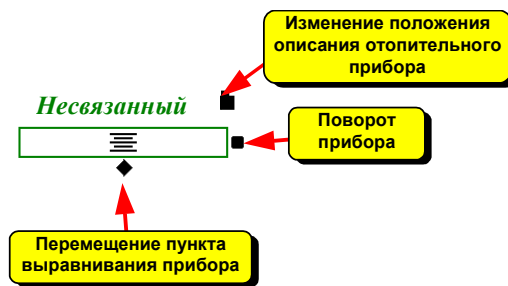 Изменение положения
описания отопительного
прибора
Несвязанный
Поворот
прибора
Перемещение пункта
выравнивания прибора